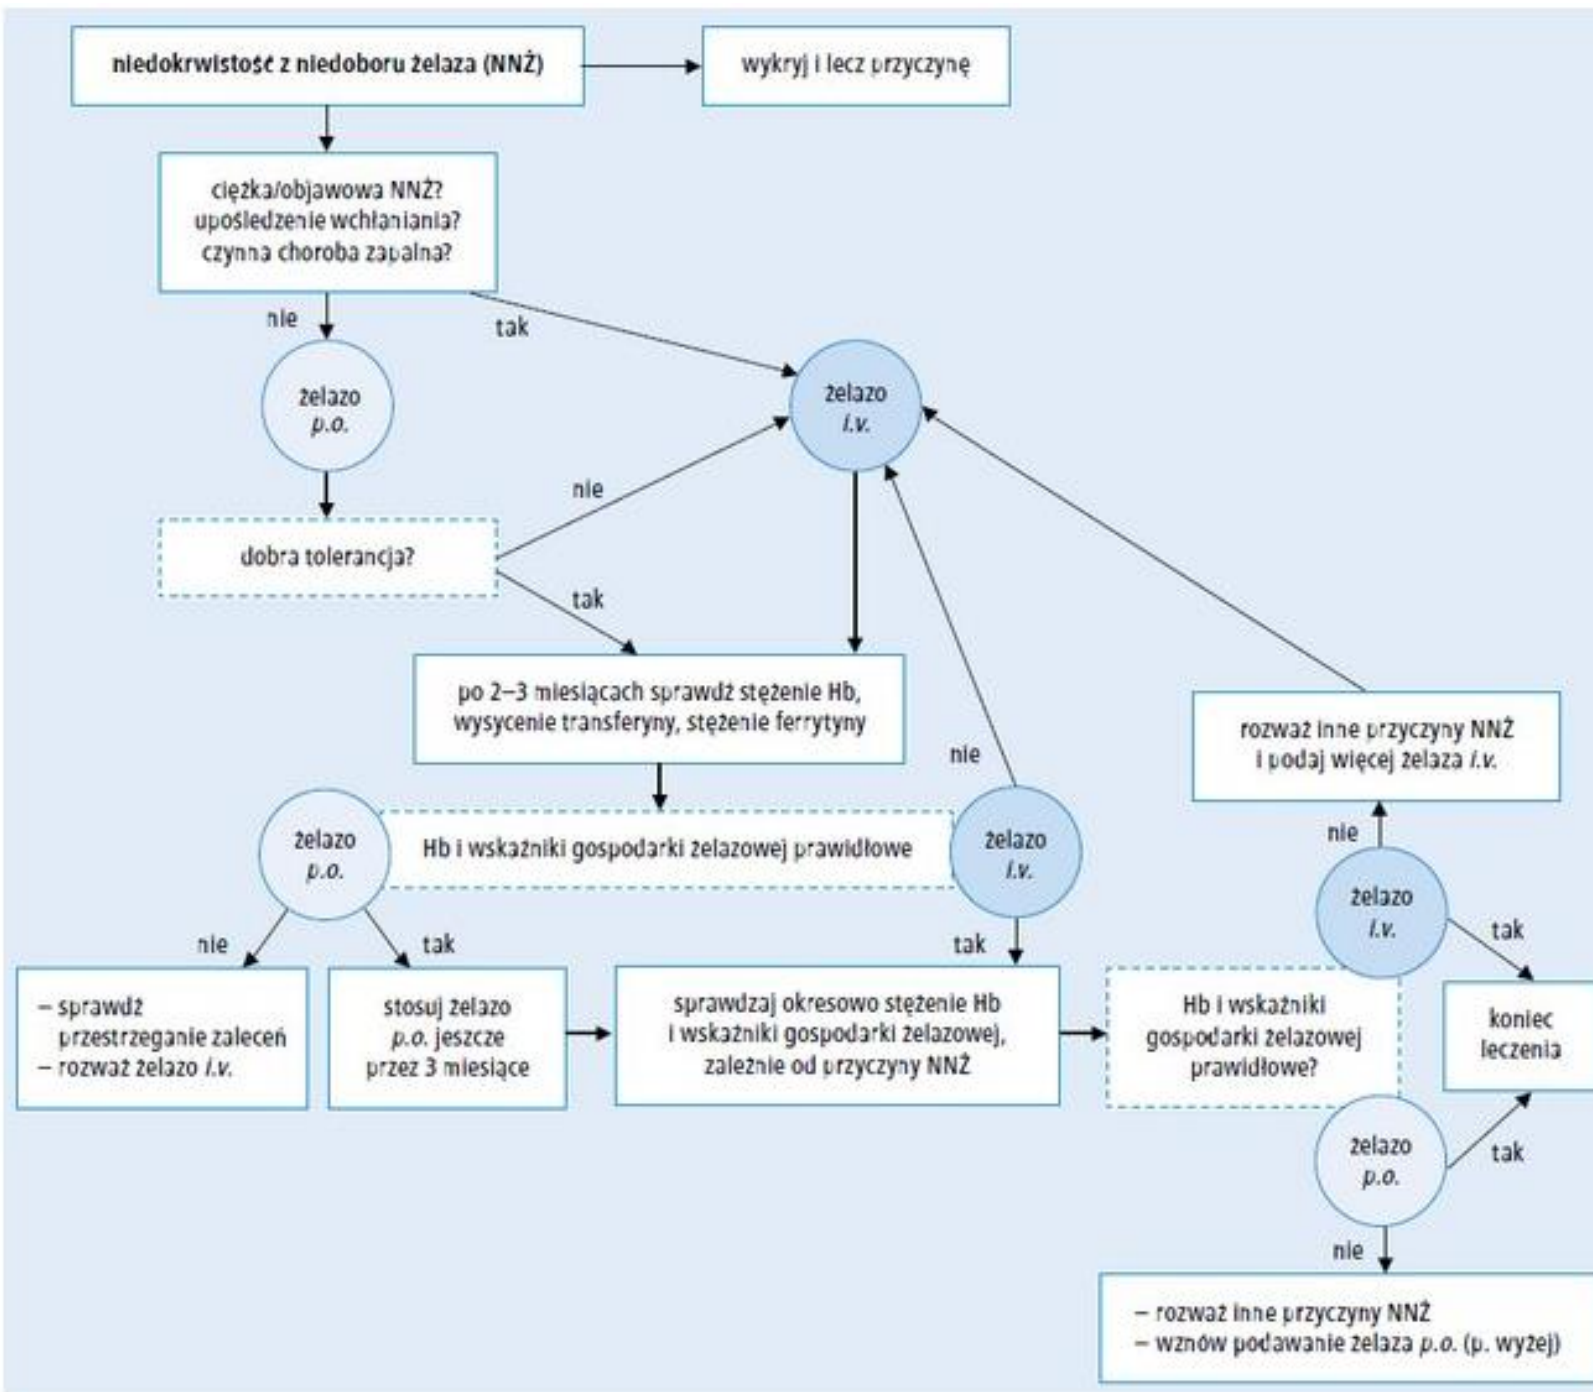 niedokrwistość z niedoboru żelaza (NNŻ)
wykryj i lecz przyczynę
ciężka/objawowa NNŻ?
upośledzenie wchłaniania?
czynna choroba zapalna?
nie
tak
żelazo
p.o.
żelazo
i.v.
nie
dobra tolerancja?
tak
po 2–3 miesiącach sprawdź stężenie Hb,
wysycenie transferyny, stężenie ferrytyny
nie
rozważ inne przyczyny NNŻ
i podaj więcej żelaza i.v.
żelazo
p.o.
Hb i wskaźniki gospodarki żelazowej prawidłowe
żelazo
i.v.
nie
żelazo
i.v.
nie
tak
tak
tak
– sprawdź
przestrzeganie zaleceń
– rozważ żelazo i.v.
stosuj żelazo
p.o. jeszcze
przez 3 miesiące
sprawdzaj okresowo stężenie Hb
i wskaźniki gospodarki żelazowej,
zależnie od przyczyny NNŻ
Hb i wskaźniki
gospodarki żelazowej
prawidłowe?
koniec
leczenia
żelazo
p.o.
tak
nie
– rozważ inne przyczyny NNŻ
– wznów podawanie żelaza p.o. (p. wyżej)